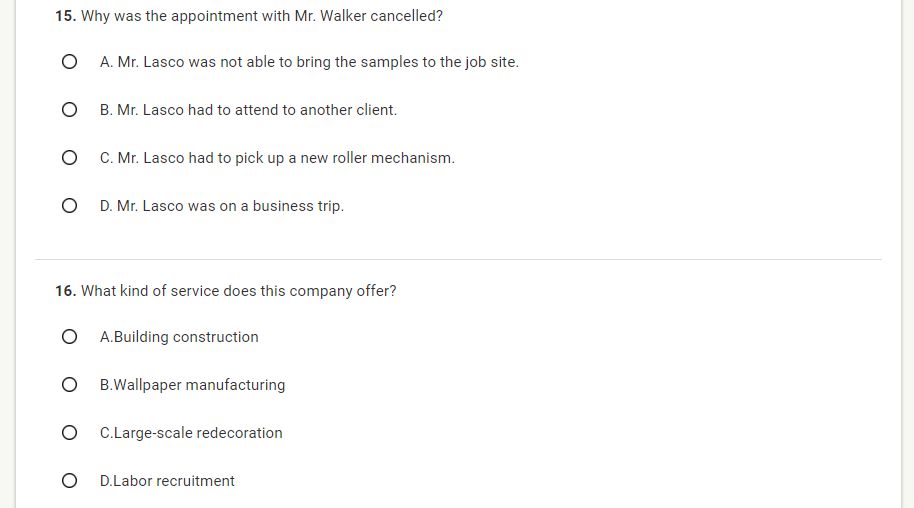 15. Why was the appointment with Mr. Walker cancelled?
A. Mr. Lasco was not able to bring the samples to the job site.
B. Mr. Lasco had to attend to another client.
C. Mr. Lasco had to pick up a new roller mechanism.
D. Mr. Lasco was on a business trip.
16. What kind of service does this company offer?
A.Building construction
B.Wallpaper manufacturing
C.Large-scale redecoration
D.Labor recruitment